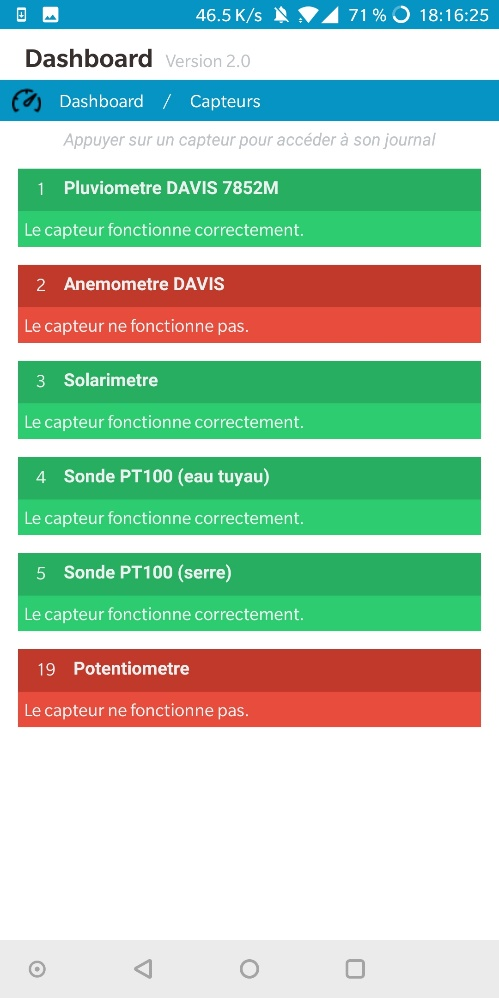 46.5 K/s 71 % 18:16:25
Dashboard Version 2.0
Dashboard / Capteurs
Appuyer sur un capteur pour accéder à son journal
1 Pluviometre DAVIS 7852M
Le capteur fonctionne correctement.
2 Anemometre DAVIS
Le capteur ne fonctionne pas.
3 Solarimetre
Le capteur fonctionne correctement.
4 Sonde PT100 (eau tuyau)
Le capteur fonctionne correctement.
5 Sonde PT100 (serre)
Le capteur fonctionne correctement.
19 Potentiometre
Le capteur ne fonctionne pas.